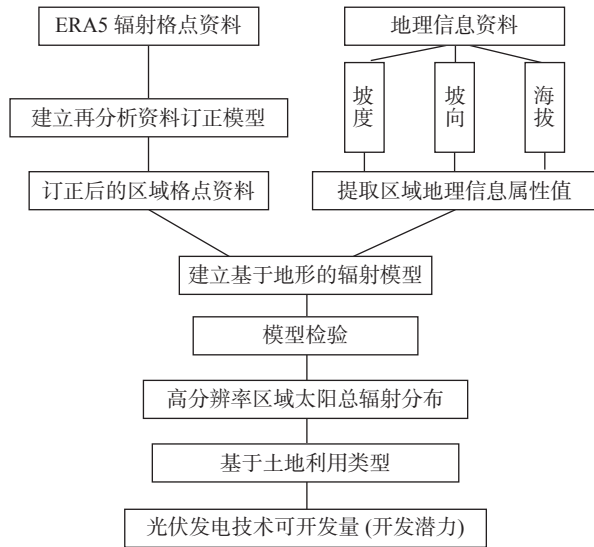 ERA5 辐射格点资料
地理信息资料
坡度
坡向
海拔
建立再分析资料订正模型
订正后的区域格点资料
提取区域地理信息属性值
建立基于地形的辐射模型
模型检验
高分辨率区域太阳总辐射分布
基于土地利用类型
光伏发电技术可开发量 (开发潜力)